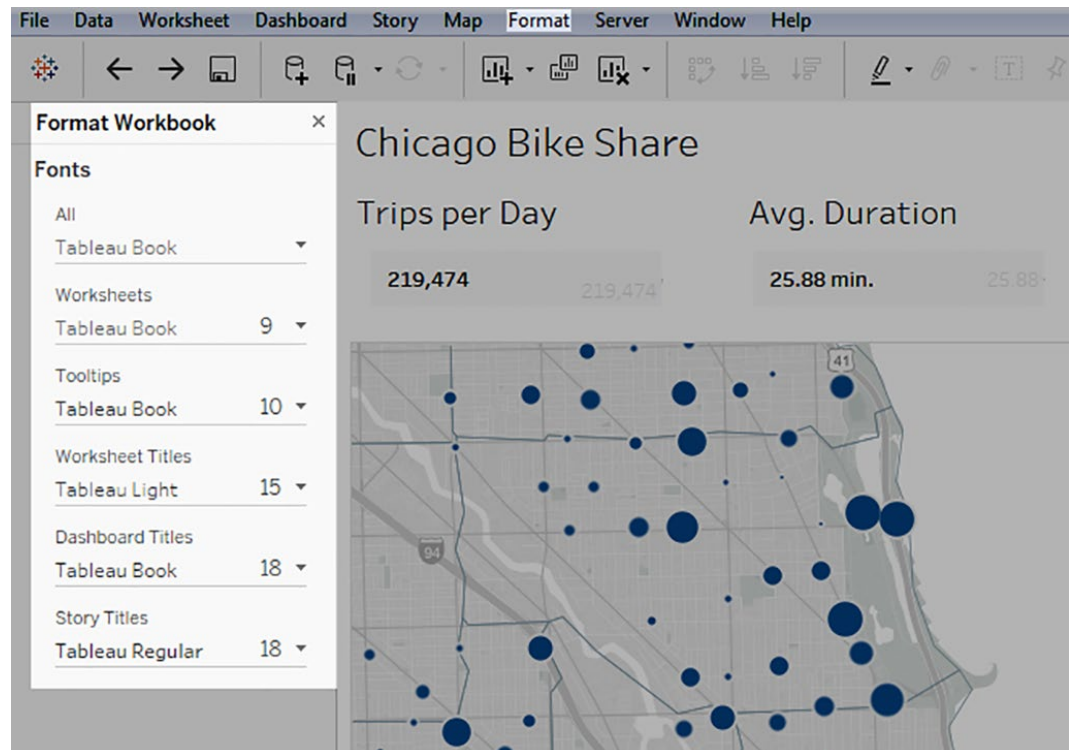 File Data Worksheet Dashboard Story Map Format Server Window Help
Format Workbook ×
Fonts
All
Tableau Book
Worksheets
Tableau Book 9
Tooltips
Tableau Book 10
Worksheet Titles
Tableau Light 15
Dashboard Titles
Tableau Book 18
Story Titles
Tableau Regular 18
Chicago Bike Share
Trips per Day Avg. Duration
219,474 219,474 25.88 min. 25.88
41
94